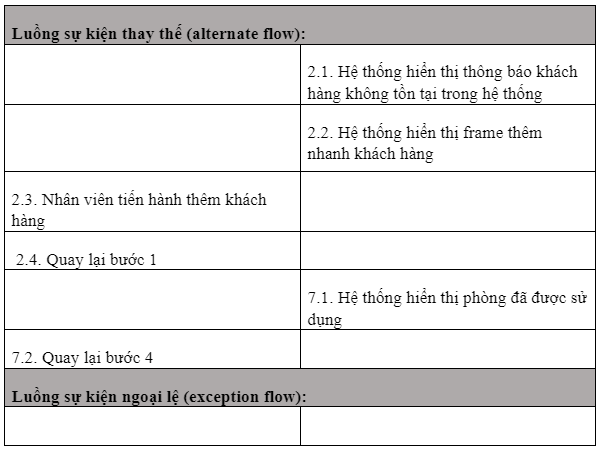 Luồng sự kiện thay thế (alternate flow):
2.1. Hệ thống hiển thị thông báo khách
hàng không tồn tại trong hệ thống
2.2. Hệ thống hiển thị frame thêm
nhanh khách hàng
2.3. Nhân viên tiến hành thêm khách
hàng
2.4. Quay lại bước 1
7.1. Hệ thống hiển thị phòng đã được sử
dụng
7.2. Quay lại bước 4
Luồng sự kiện ngoại lệ (exception flow):